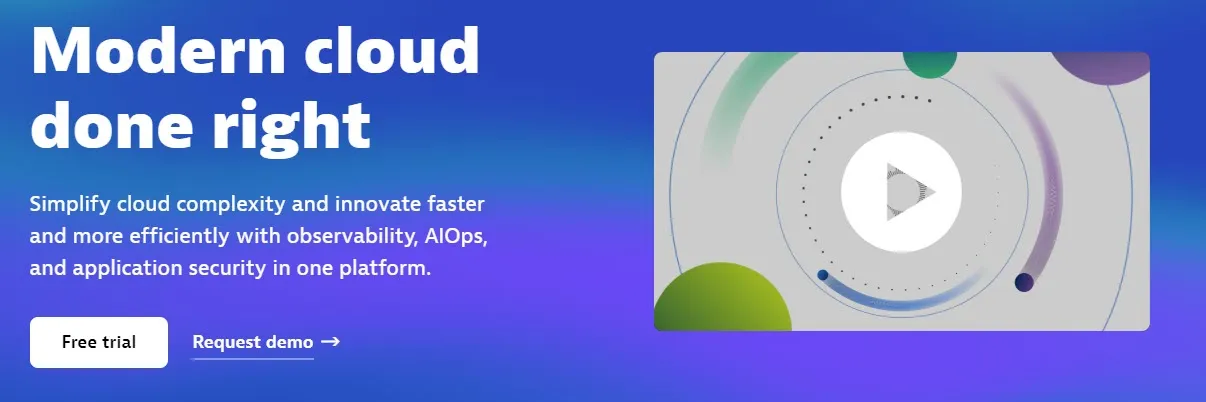 Modern cloud
done right
Simplify cloud complexity and innovate faster
and more efficiently with observability, AIOps,
and application security in one platform.
Free trial
Request demo →